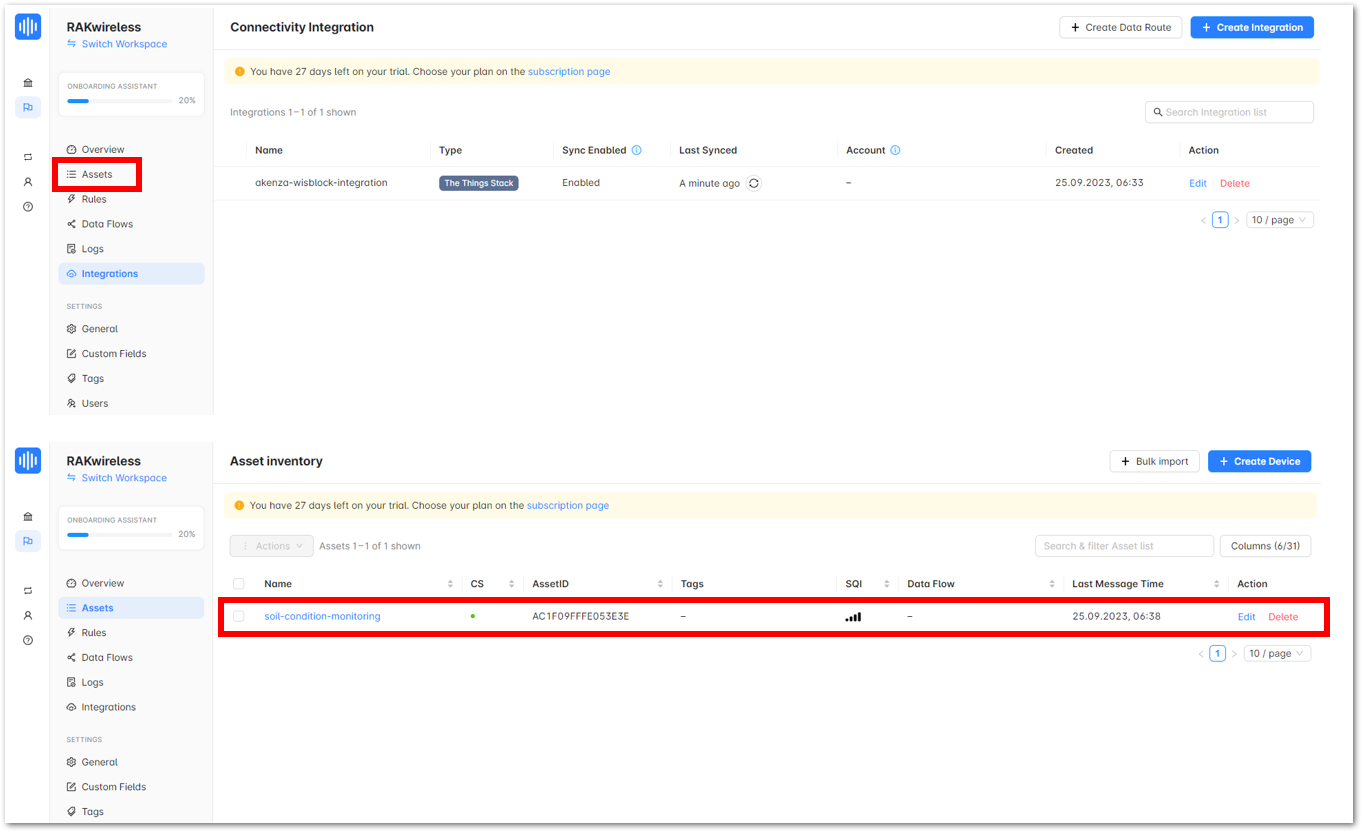 RAKwireless
Switch Workspace
ONBOARDING ASSISTANT
20%
Overview
Assets
Rules
Data Flows
Logs
Integrations
SETTINGS
General
Custom Fields
Tags
Users
Connectivity Integration
+ Create Data Route
+ Create Integration
You have 27 days left on your trial. Choose your plan on the subscription page
Integrations 1–1 of 1 shown
Search Integration list
Name Type Sync Enabled Last Synced Account Created Action
akenza-wisblock-integration The Things Stack Enabled A minute ago – 25.09.2023, 06:33 Edit Delete
< 1 > 10 / page
RAKwireless
Switch Workspace
ONBOARDING ASSISTANT
20%
Overview
Assets
Rules
Data Flows
Logs
Integrations
SETTINGS
General
Custom Fields
Tags
Asset inventory
+ Bulk import
+ Create Device
You have 27 days left on your trial. Choose your plan on the subscription page
Actions Assets 1–1 of 1 shown
Search & filter Asset list
Columns (6/31)
Name CS AssetID Tags SQI Data Flow Last Message Time Action
soil-condition-monitoring AC1F09FFFE053E3E – – 25.09.2023, 06:38 Edit Delete
< 1 > 10 / page